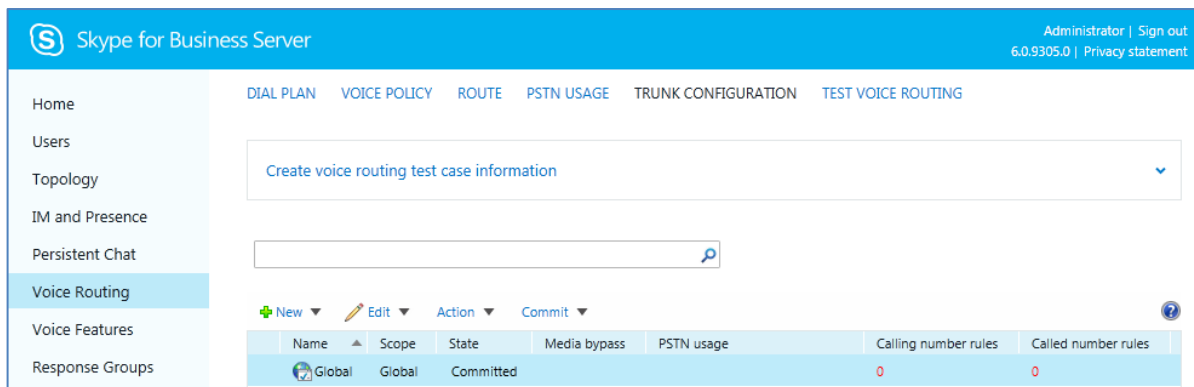 Skype for Business Server
Administrator | Sign out
6.0.9305.0 | Privacy statement
Home
Users
Topology
IM and Presence
Persistent Chat
Voice Routing
Voice Features
Response Groups
DIAL PLAN VOICE POLICY ROUTE PSTN USAGE TRUNK CONFIGURATION TEST VOICE ROUTING
Create voice routing test case information
New Edit Action Commit ?
Name Scope State Media bypass PSTN usage Calling number rules Called number rules
Global Global Committed 0 0